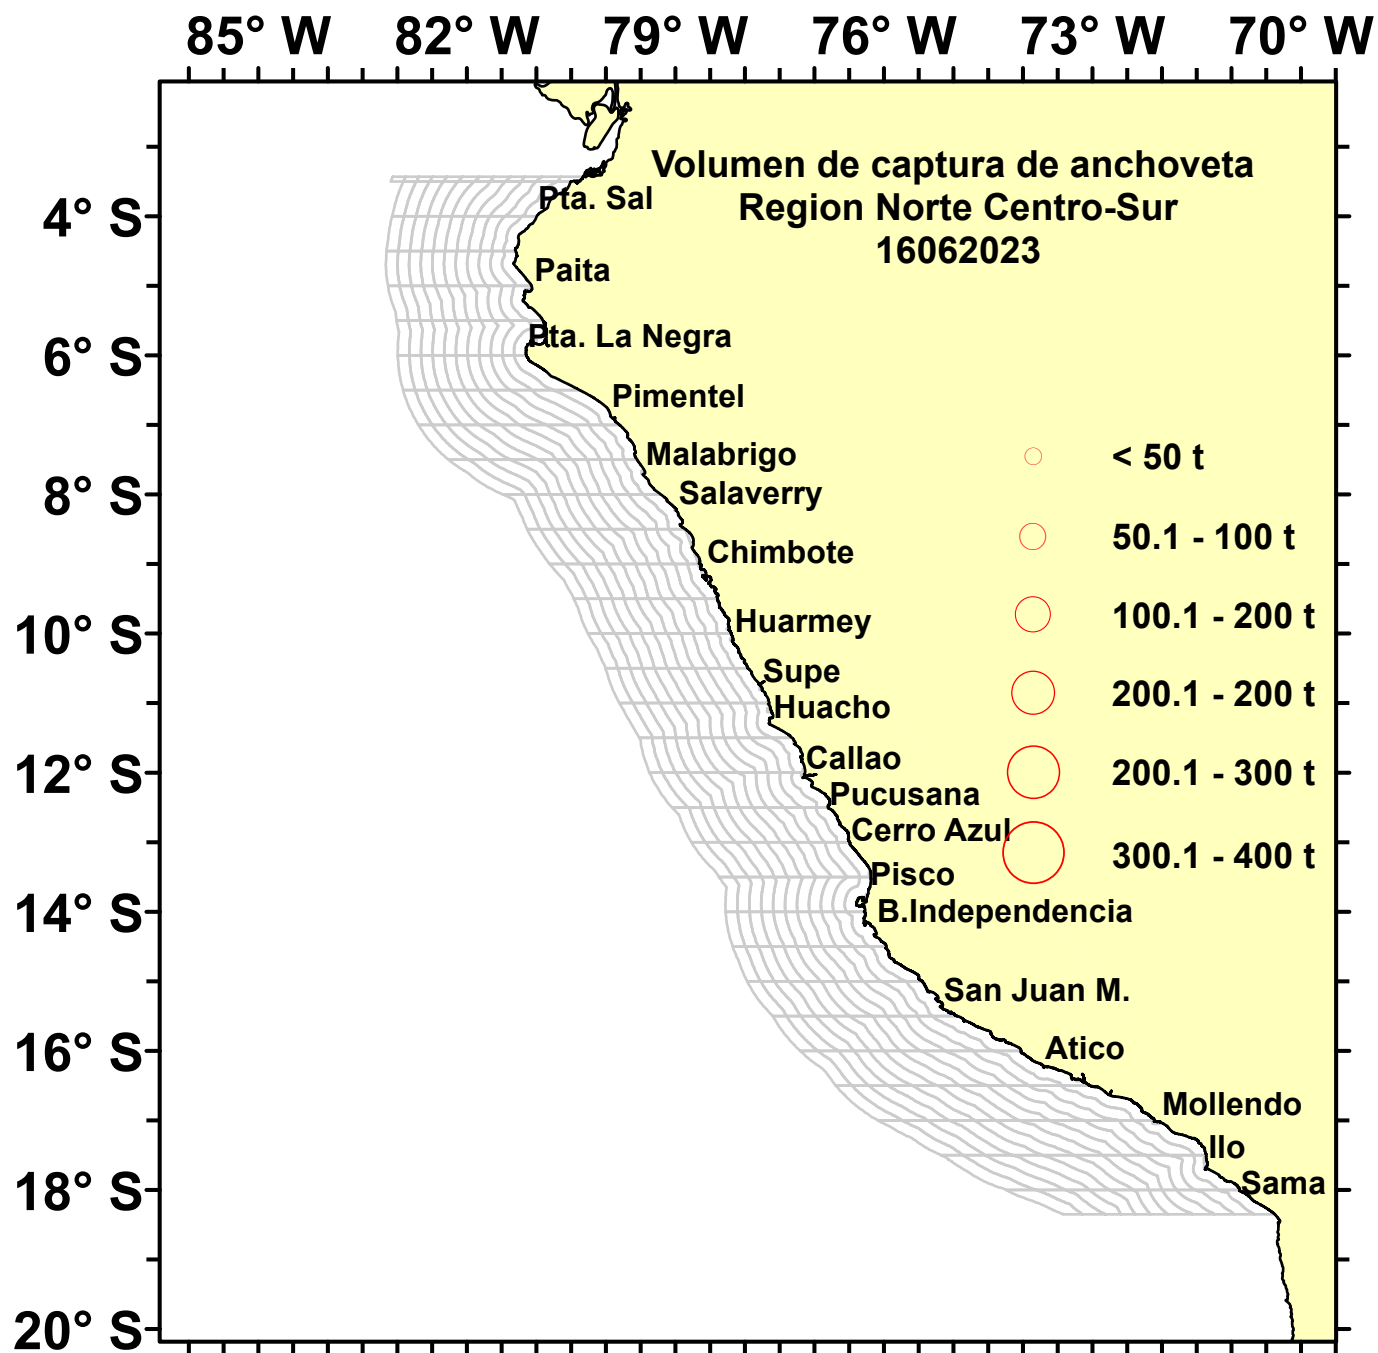 85° W 82° W 79° W 76° W 73° W 70° W
Volumen de captura de anchoveta
Region Norte Centro-Sur
16062023
4° S
Pta. Sal
Paita
6° S
Pta. La Negra
Pimentel
Malabrigo
< 50 t
8° S
Salaverry
50.1 - 100 t
Chimbote
10° S
Huarmey
100.1 - 200 t
Supe
200.1 - 200 t
Huacho
12° S
Callao
200.1 - 300 t
Pucusana
Cerro Azul
300.1 - 400 t
Pisco
14° S
B.Independencia
San Juan M.
16° S
Atico
Mollendo
Ilo
18° S
Sama
20° S